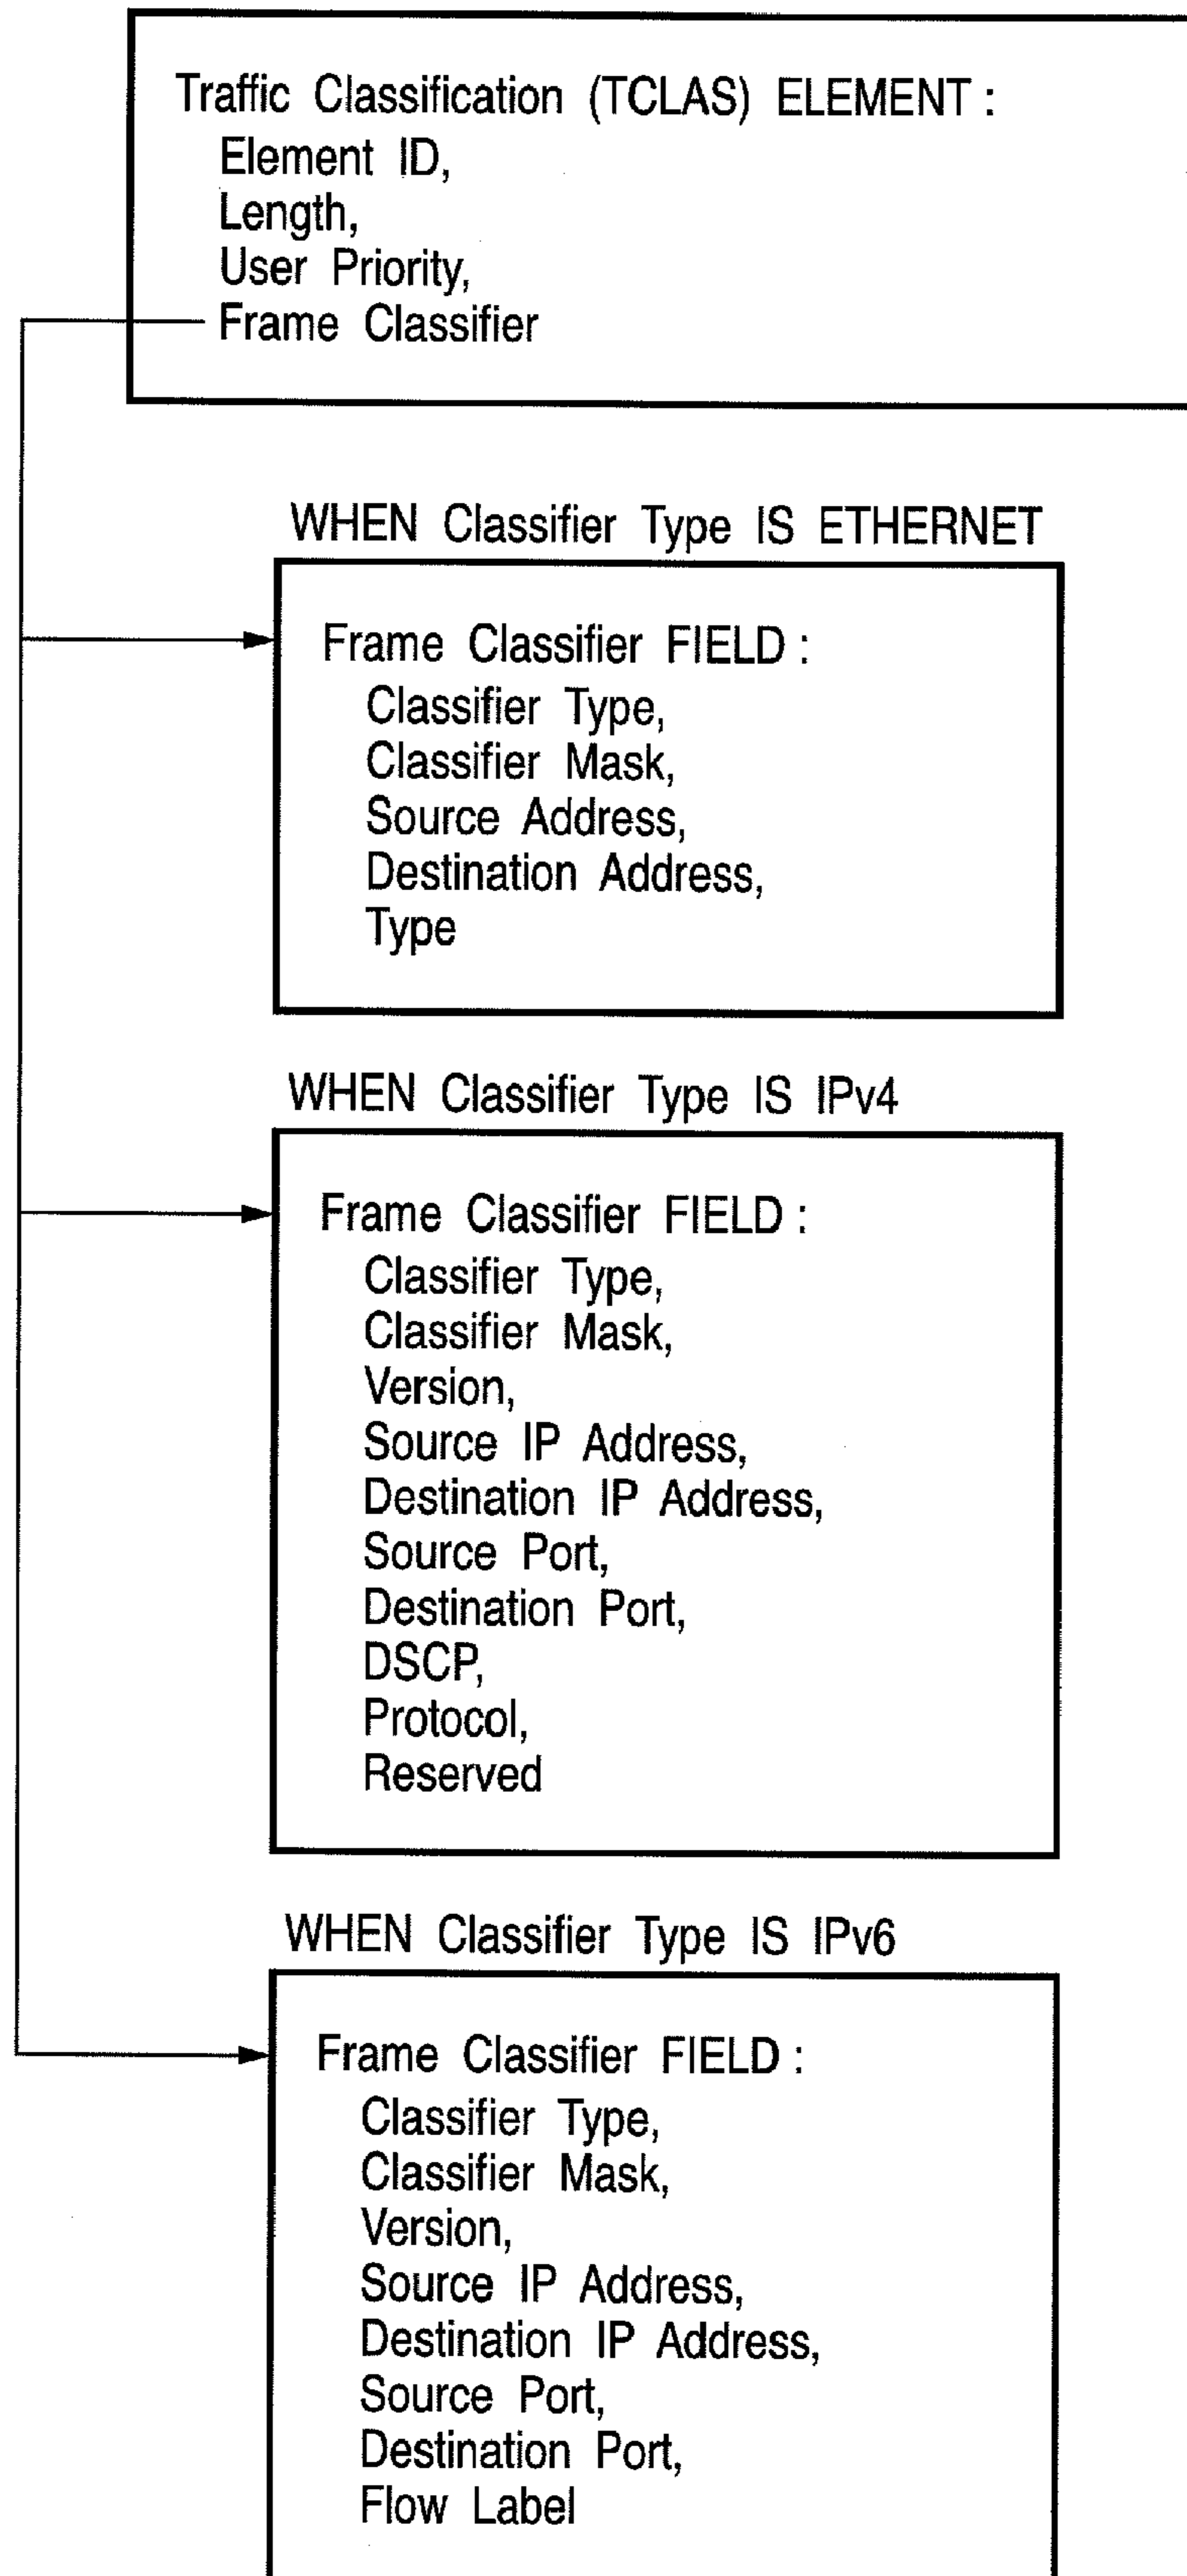 Traffic Classification (TCLAS) ELEMENT :
Element ID,
Length,
User Priority,
Frame Classifier
WHEN Classifier Type IS ETHERNET
Frame Classifier FIELD :
Classifier Type,
Classifier Mask,
Source Address,
Destination Address,
Type
WHEN Classifier Type IS IPv4
Frame Classifier FIELD :
Classifier Type,
Classifier Mask,
Version,
Source IP Address,
Destination IP Address,
Source Port,
Destination Port,
DSCP,
Protocol,
Reserved
WHEN Classifier Type IS IPv6
Frame Classifier FIELD :
Classifier Type,
Classifier Mask,
Version,
Source IP Address,
Destination IP Address,
Source Port,
Destination Port,
Flow Label